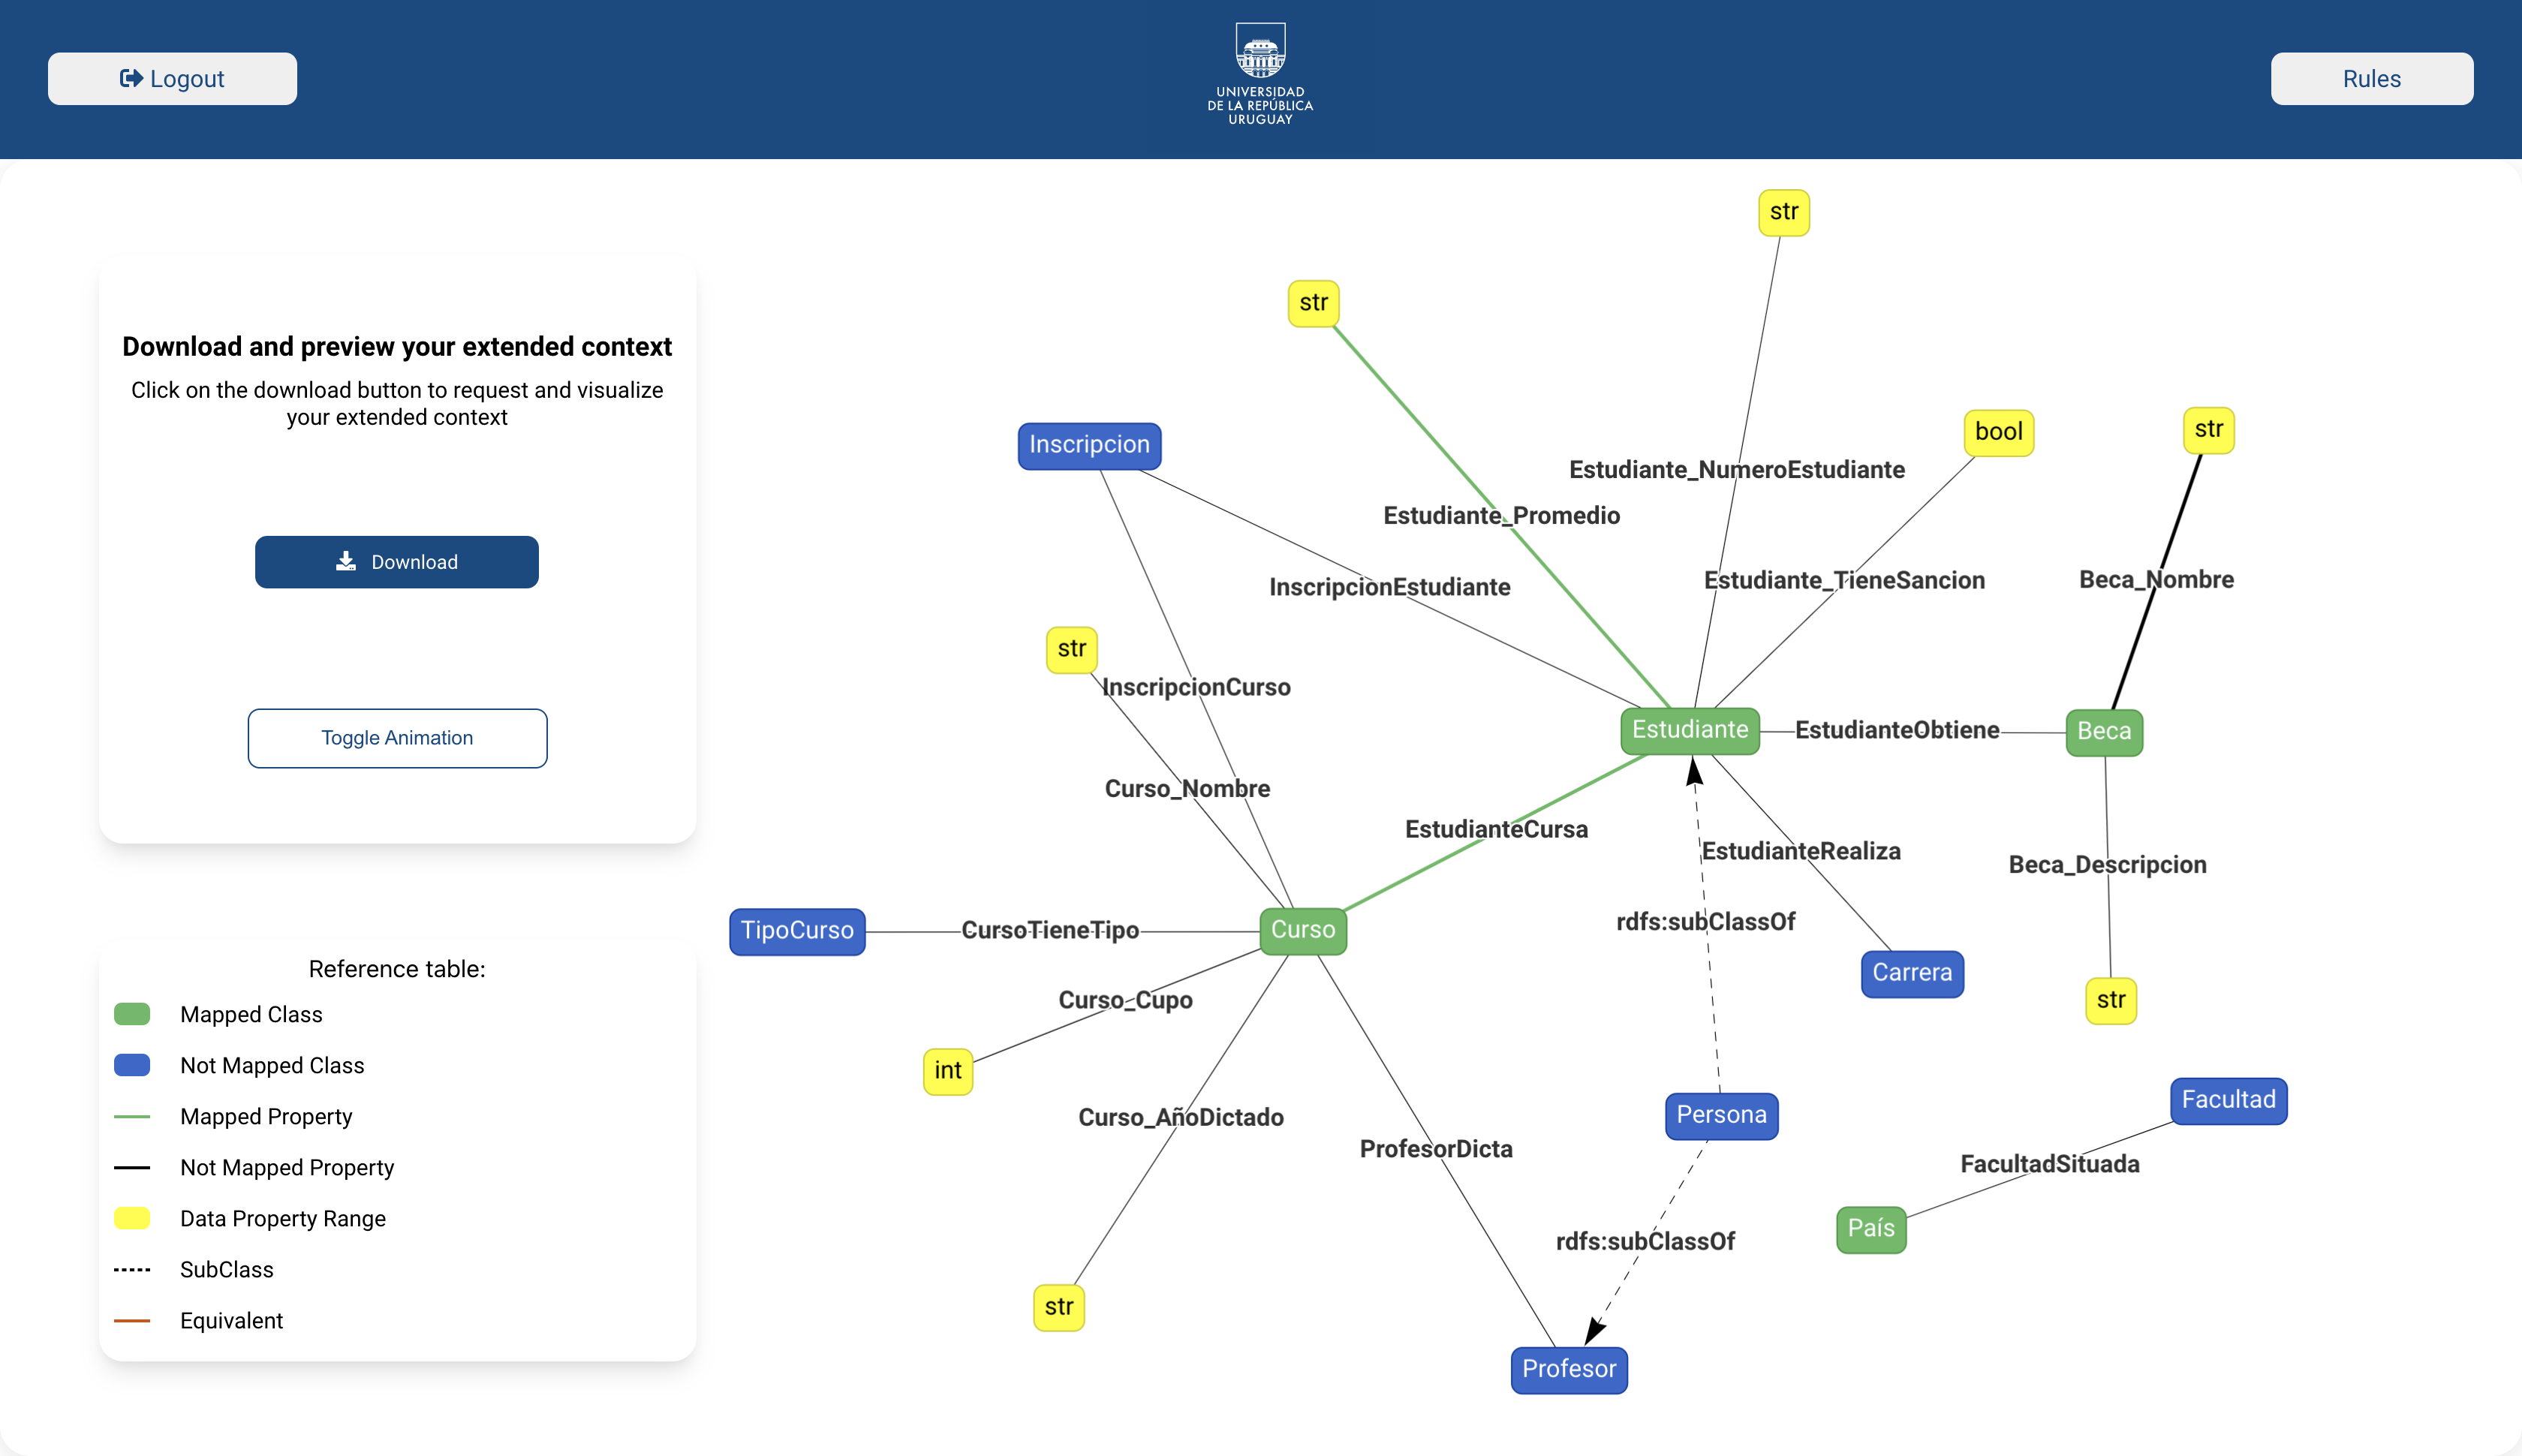 Logout
UNIVERSIDAD
DE LA REPÚBLICA
URUGUAY
Rules
Download and preview your extended context
Click on the download button to request and visualize
your extended context
Download
Toggle Animation
Reference table:
Mapped Class
Not Mapped Class
Mapped Property
Not Mapped Property
Data Property Range
SubClass
Equivalent
str
str
bool
str
Inscripcion
Estudiante_NumeroEstudiante
Estudiante_Promedio
Estudiante_TieneSancion
Beca_Nombre
InscripcionEstudiante
str
InscripcionCurso
Estudiante
EstudianteObtiene
Beca
Curso_Nombre
EstudianteCursa
EstudianteRealiza
Beca_Descripcion
TipoCurso
CursoTieneTipo
Curso
rdfs:subClassOf
Carrera
Curso_Cupo
str
int
Curso_AñoDictado
Persona
Facultad
ProfesorDicta
FacultadSituada
País
rdfs:subClassOf
str
Profesor